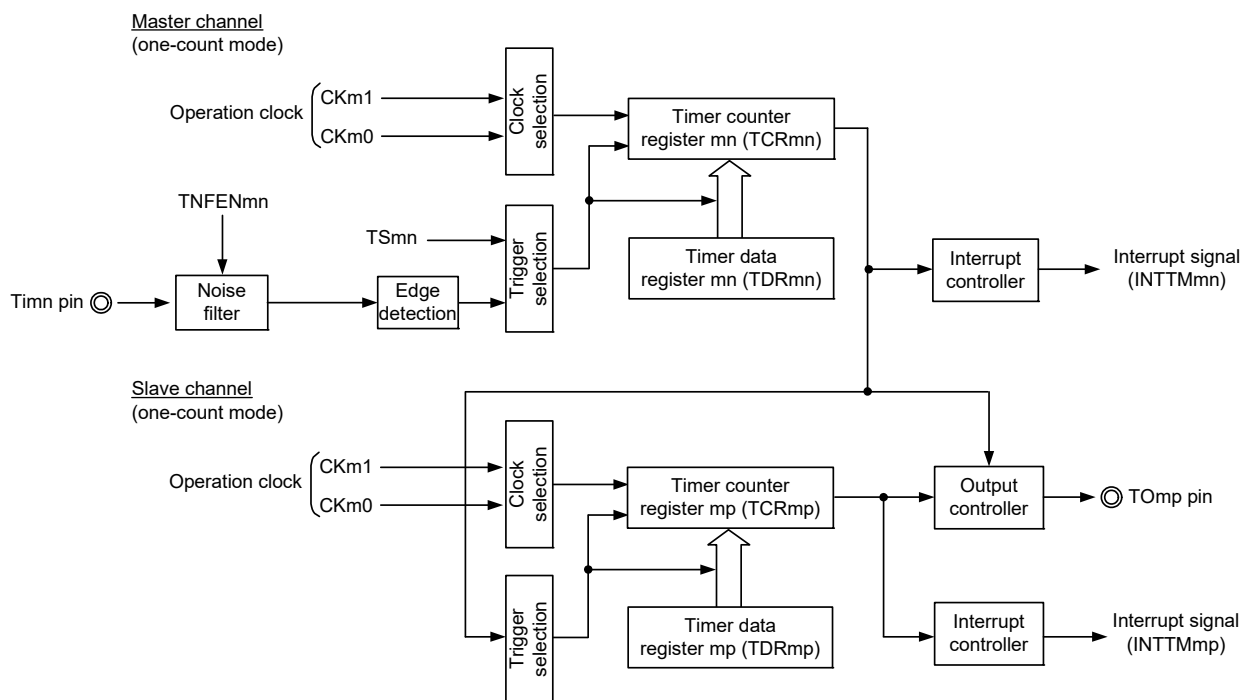 Master channel
(one-count mode)
Operation clock
CKm1
CKm0
Clock
selection
Timer counter
register mn (TCRmn)
TNFENmn
TSmn
Trigger
selection
Timer data
register mn (TDRmn)
Interrupt
controller
Interrupt signal
(INTTMmn)
Timn pin
Noise
filter
Edge
detection
Slave channel
(one-count mode)
Operation clock
CKm1
CKm0
Clock
selection
Timer counter
register mp (TCRmp)
Output
controller
TOmp pin
Trigger
selection
Timer data
register mp (TDRmp)
Interrupt
controller
Interrupt signal
(INTTMmp)